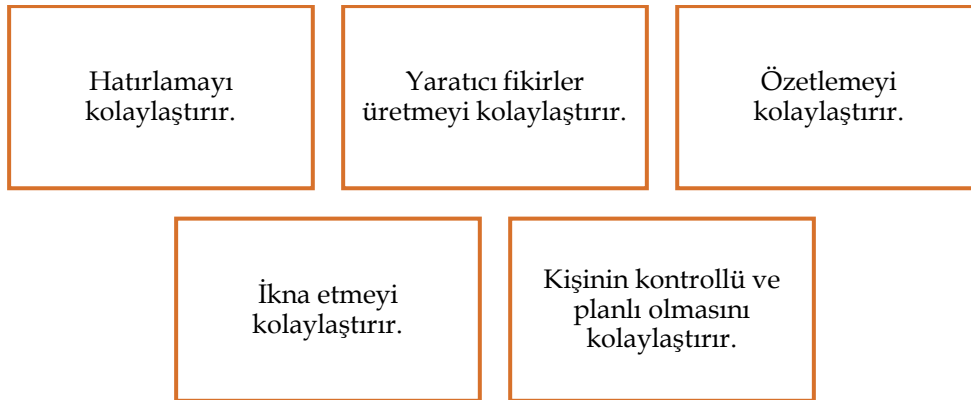 Hatırlamayı
kolaylaştırır.
Yaratıcı fikirler
üretmeyi kolaylaştırır.
Özetlemeyi
kolaylaştırır.
İkna etmeyi
kolaylaştırır.
Kişinin kontrollü ve
planlı olmasını
kolaylaştırır.